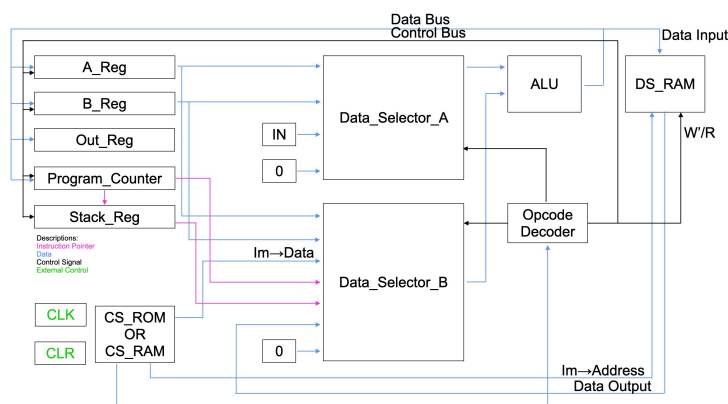 Data Bus
Control Bus
Data Input
A_Reg
B_Reg
Out_Reg
Program_Counter
Stack_Reg
Data_Selector_A
ALU
DS_RAM
IN
0
W'/R
Opcode
Decoder
Descriptions:
Instruction Pointer
Data
Control Signal
External Control
Im→Data
Data_Selector_B
CLK
CLR
CS_ROM
OR
CS_RAM
0
Im→Address
Data Output